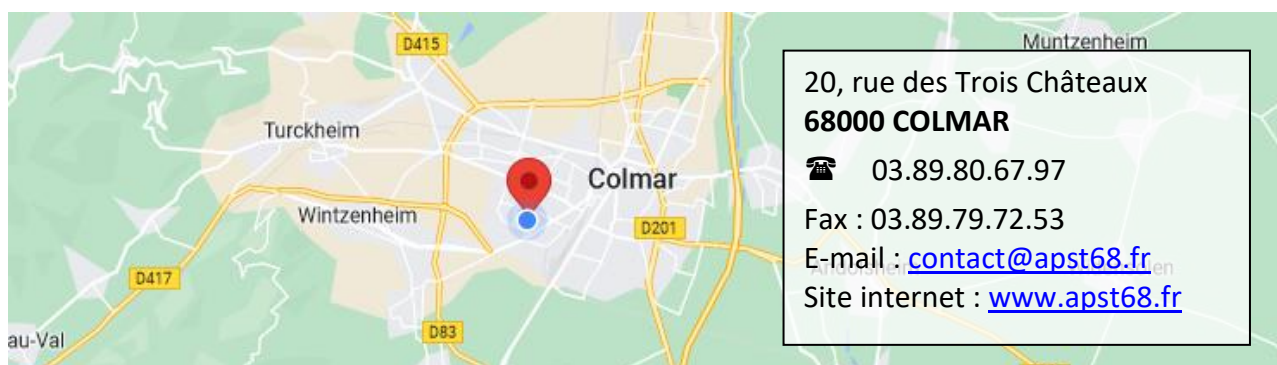 D415
Muntzenheim
Turckheim
Colmar
Wintzenheim
D201
D417
D83
au-Val
20, rue des Trois Châteaux
68000 COLMAR
☎ 03.89.80.67.97
Fax : 03.89.79.72.53
E-mail : contact@apst68.fr
Site internet : www.apst68.fr